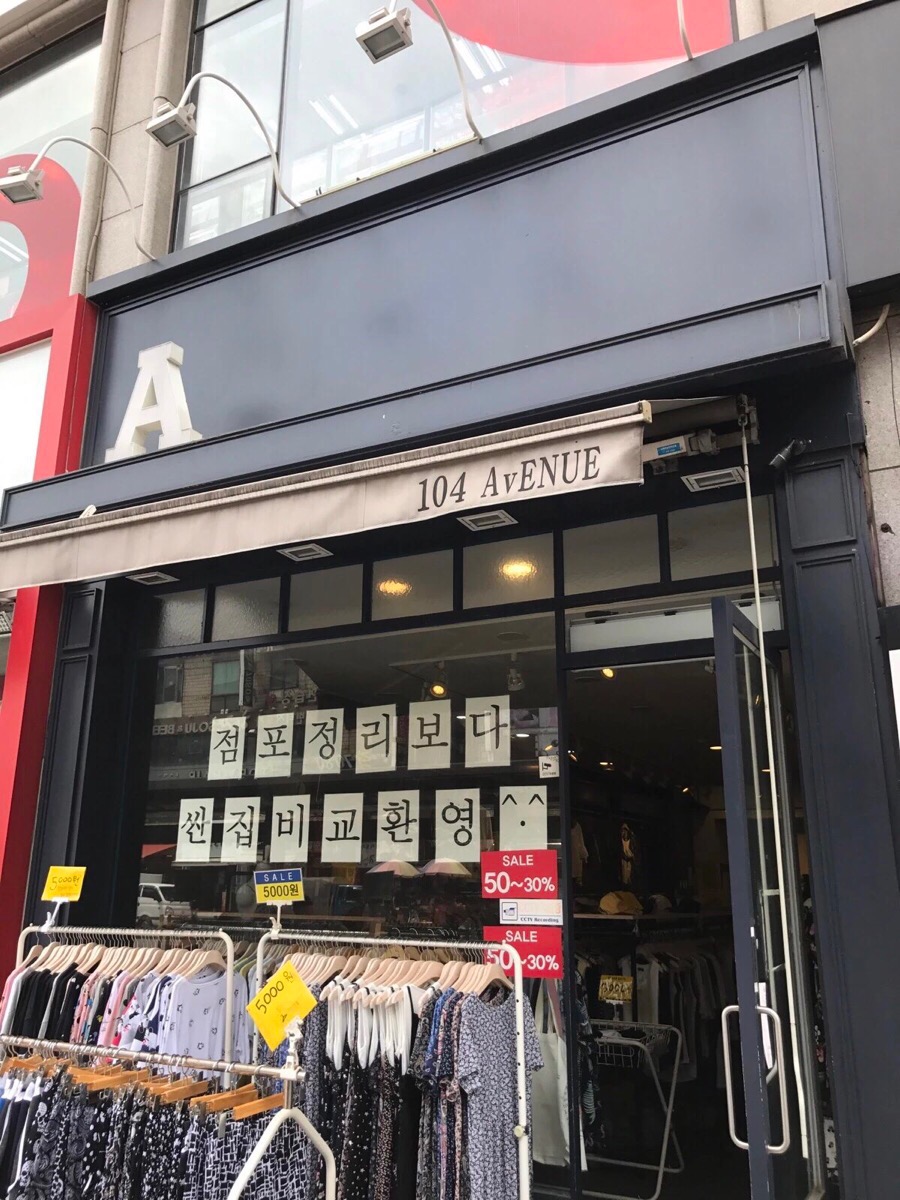 A
104 AvENUE
SOJU & BEE
점포정리보다
싼집비교환영^.^
5000원
SALE
5000원
5000원
SALE
50~30%
CCTV Recording
SALE
50~30%